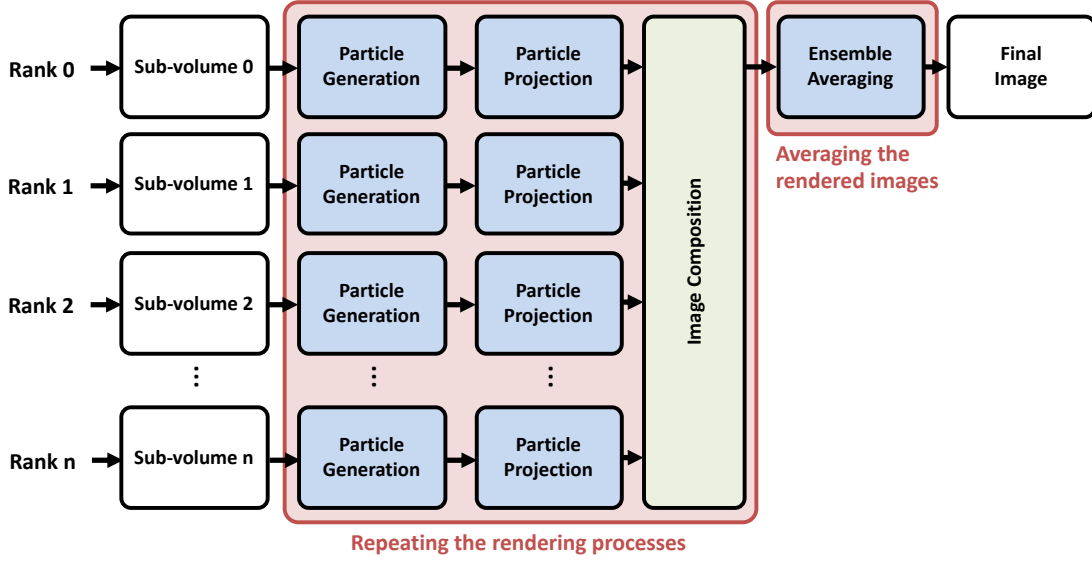 Rank 0
Sub-volume 0
Particle
Generation
Particle
Projection
Rank 1
Sub-volume 1
Particle
Generation
Particle
Projection
Rank 2
Sub-volume 2
Particle
Generation
Particle
Projection
⋮
⋮
⋮
Rank n
Sub-volume n
Particle
Generation
Particle
Projection
Image Composition
Ensemble
Averaging
Final
Image
Averaging the
rendered images
Repeating the rendering processes